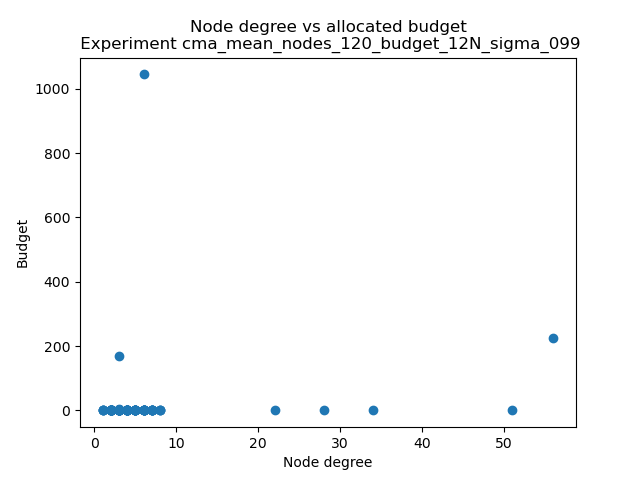 Node degree vs allocated budget
Experiment cma_mean_nodes_120_budget_12N_sigma_099
1000
800
600
400
200
0
Budget
0 10 20 30 40 50
Node degree